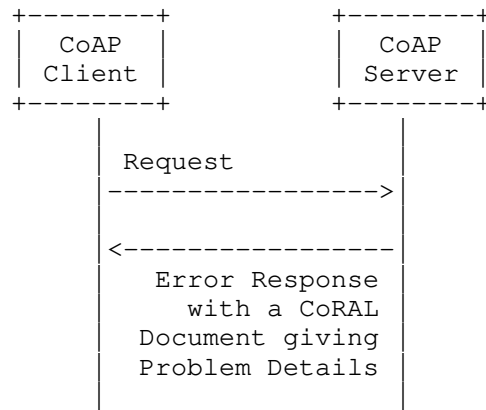 CoAP CoAP
Client Server
Request
Error Response
with a CoRAL
Document giving
Problem Details